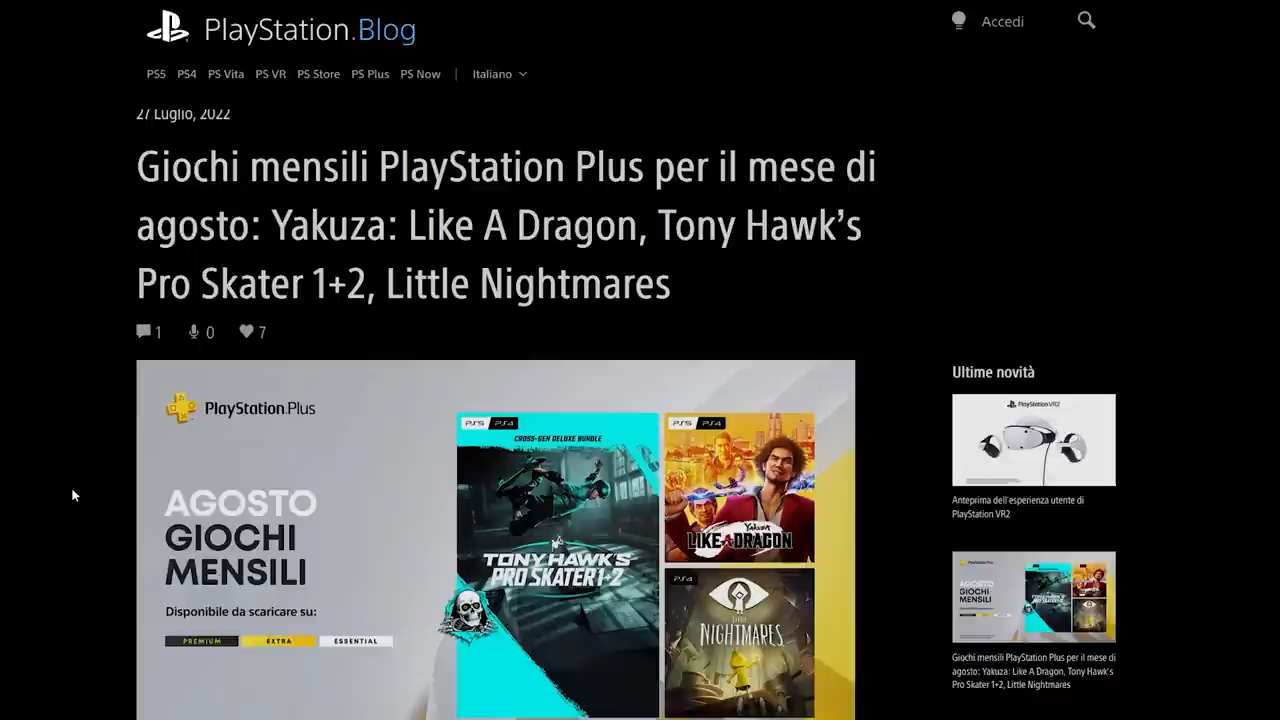 PlayStation.Blog
Accedi
PS5 PS4 PS Vita PS VR PS Store PS Plus PS Now | Italiano
27 Luglio, 2022
Giochi mensili PlayStation Plus per il mese di
agosto: Yakuza: Like A Dragon, Tony Hawk's
Pro Skater 1+2, Little Nightmares
1 0 7
PlayStation.Plus
AGOSTO
GIOCHI
MENSILI
Disponibile da scaricare su:
PREMIUM EXTRA ESSENTIAL
PS5 PS4
CROSS-GEN DELUXE BUNDLE
TONY HAWK'S
PRO SKATER 1+2
PS5 PS4
YAKUZA
LIKE A DRAGON
PS4
LITTLE
NIGHTMARES
Ultime novità
PlayStation VR2
Anteprima dell'esperienza utente di
PlayStation VR2
PlayStation Plus
AGOSTO
GIOCHI
MENSILI
Giochi mensili PlayStation Plus per il mese di
agosto: Yakuza: Like A Dragon, Tony Hawk's
Pro Skater 1+2, Little Nightmares